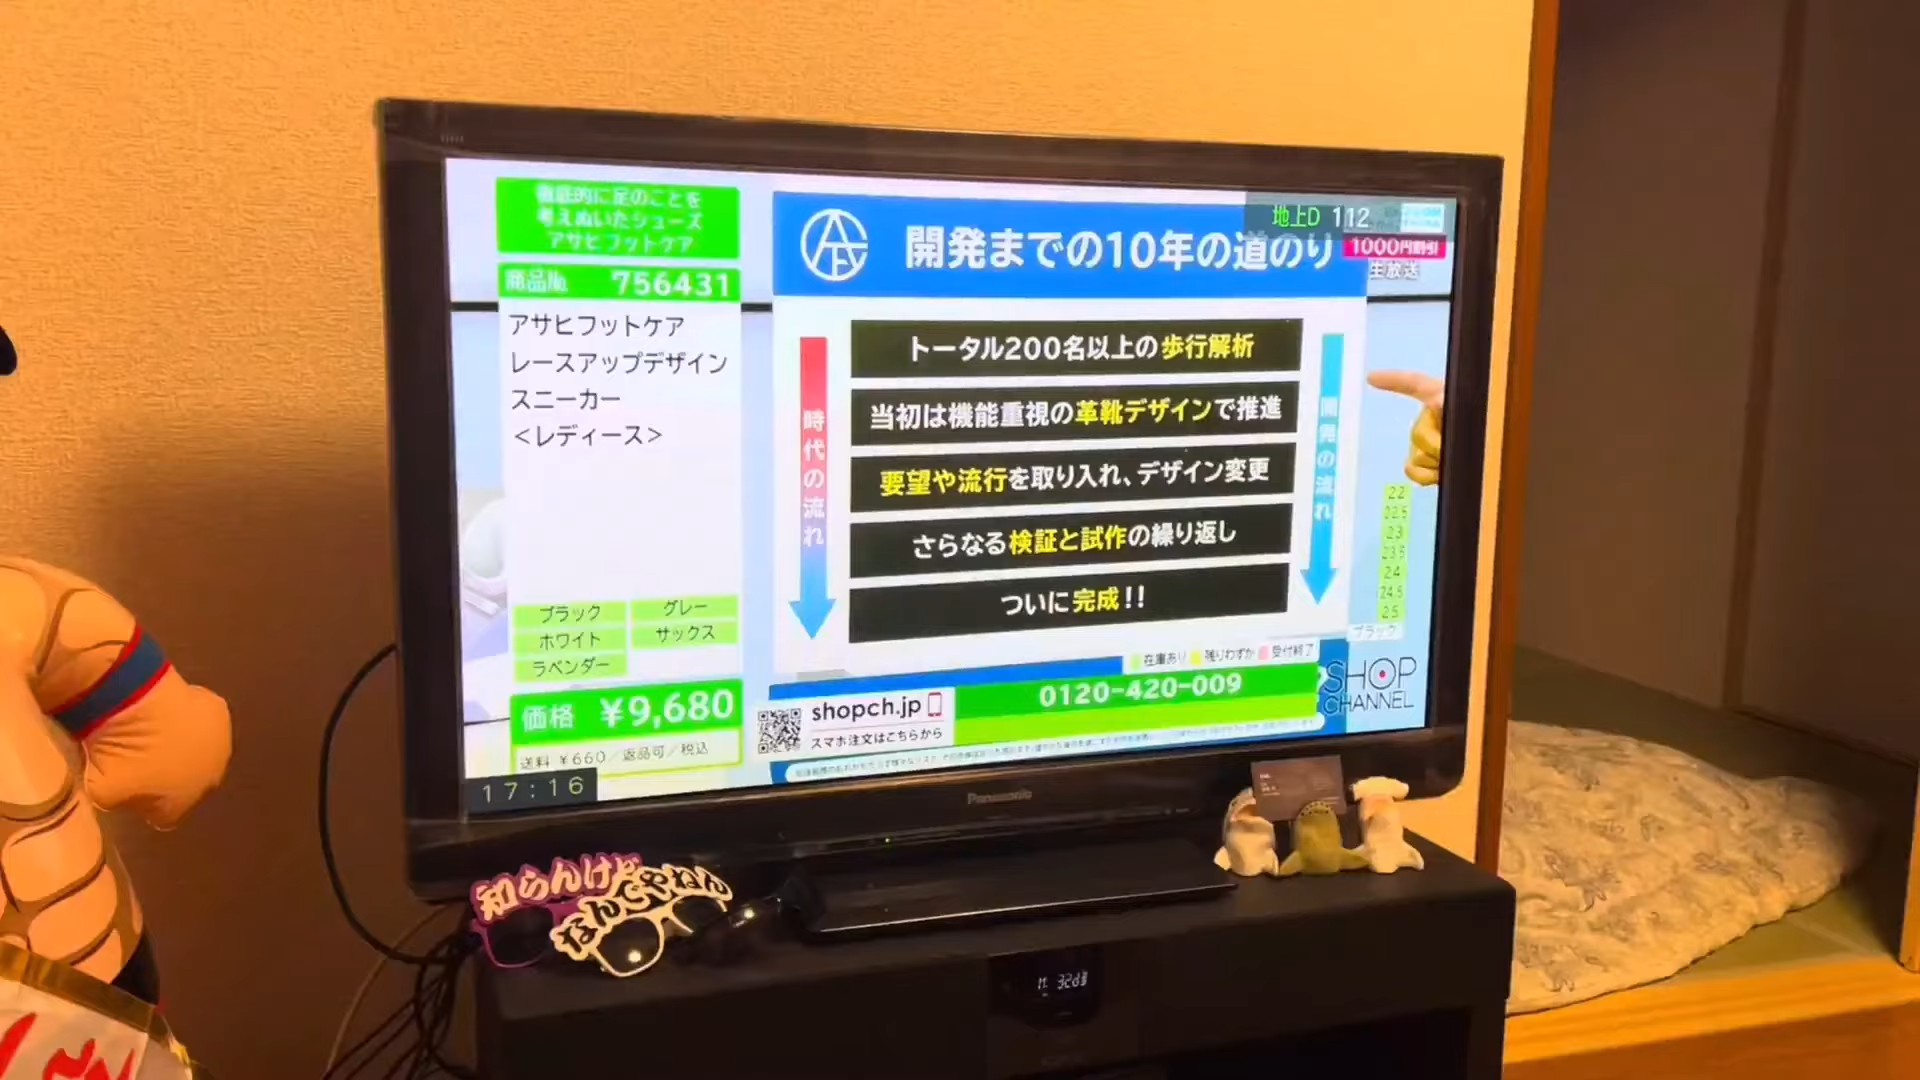 徹底的に足のことを
考えぬいたシューズ
アサヒフットケア
商品№ 756431
アサヒフットケア
レースアップデザイン
スニーカー
＜レディース＞
ブラック
グレー
ホワイト
サックス
ラベンダー
価格 ¥9,680
送料 ¥660／返品可／税込
17:16
開発までの10年の道のり
地上D 112
1000円割引
生放送
時代の流れ
トータル200名以上の歩行解析
当初は機能重視の革靴デザインで推進
要望や流行を取り入れ、デザイン変更
さらなる検証と試作の繰り返し
ついに完成!!
開発の流れ
22
22.5
23
23.5
24
24.5
25
ブラック
在庫あり 残りわずか 受付終了
shopch.jp
スマホ注文はこちらから
0120-420-009
SHOP
CHANNEL
Panasonic
知らんけど
なんでやねん